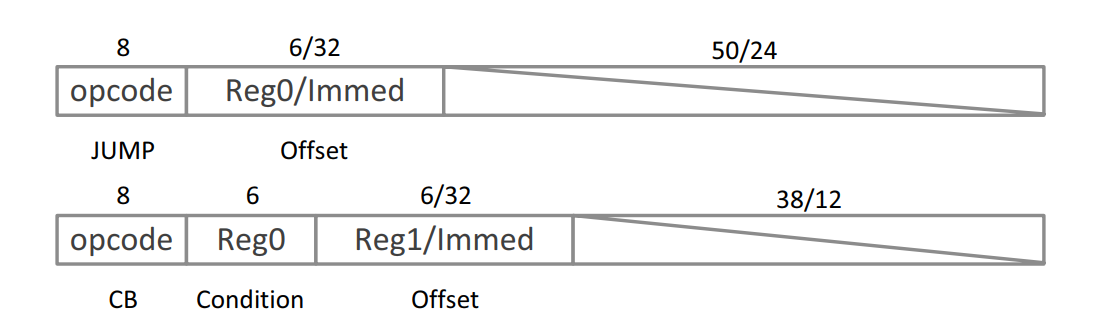 8 6/32 50/24
opcode Reg0/Immed
JUMP Offset
8 6 6/32 38/12
opcode Reg0 Reg1/Immed
CB Condition Offset